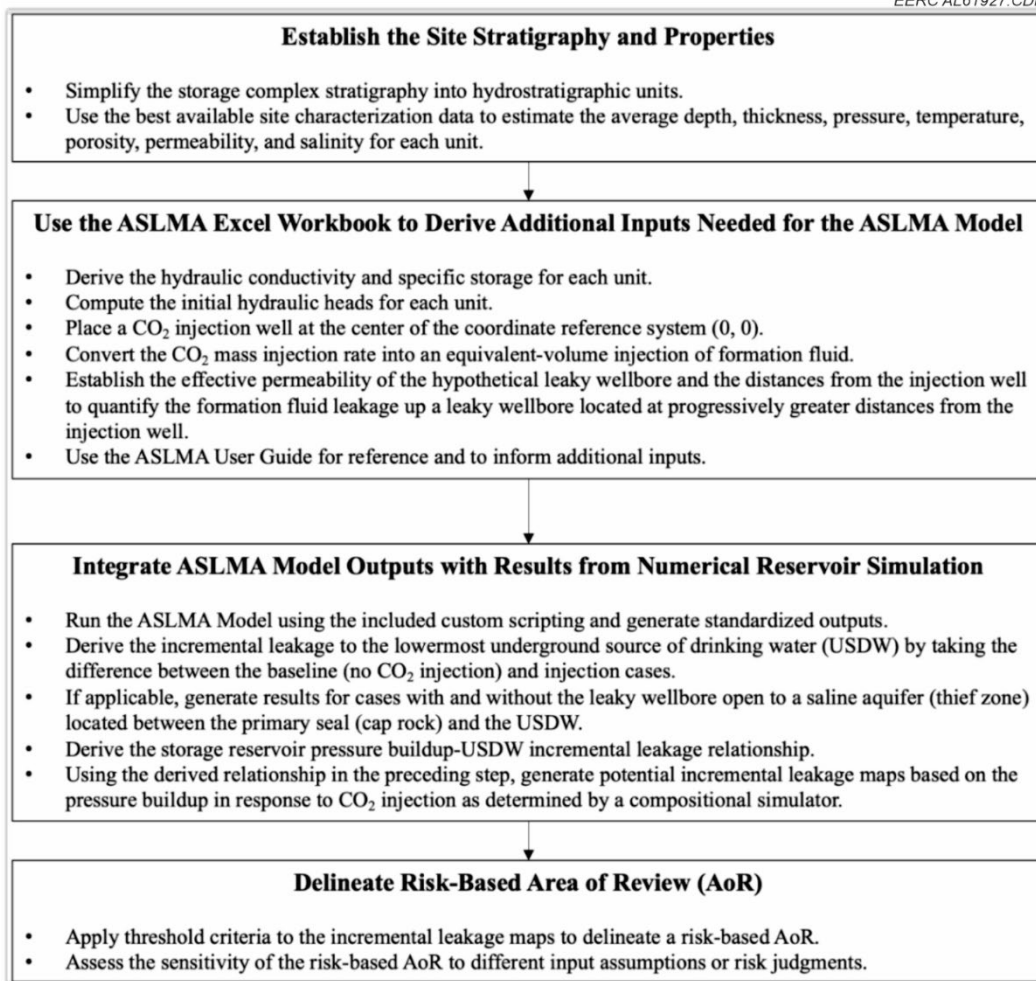 EERC AL61927.CDR
Establish the Site Stratigraphy and Properties
• Simplify the storage complex stratigraphy into hydrostratigraphic units.
• Use the best available site characterization data to estimate the average depth, thickness, pressure, temperature,
porosity, permeability, and salinity for each unit.
Use the ASLMA Excel Workbook to Derive Additional Inputs Needed for the ASLMA Model
• Derive the hydraulic conductivity and specific storage for each unit.
• Compute the initial hydraulic heads for each unit.
• Place a CO₂ injection well at the center of the coordinate reference system (0, 0).
• Convert the CO₂ mass injection rate into an equivalent-volume injection of formation fluid.
• Establish the effective permeability of the hypothetical leaky wellbore and the distances from the injection well
to quantify the formation fluid leakage up a leaky wellbore located at progressively greater distances from the
injection well.
• Use the ASLMA User Guide for reference and to inform additional inputs.
Integrate ASLMA Model Outputs with Results from Numerical Reservoir Simulation
• Run the ASLMA Model using the included custom scripting and generate standardized outputs.
• Derive the incremental leakage to the lowermost underground source of drinking water (USDW) by taking the
difference between the baseline (no CO₂ injection) and injection cases.
• If applicable, generate results for cases with and without the leaky wellbore open to a saline aquifer (thief zone)
located between the primary seal (cap rock) and the USDW.
• Derive the storage reservoir pressure buildup-USDW incremental leakage relationship.
• Using the derived relationship in the preceding step, generate potential incremental leakage maps based on the
pressure buildup in response to CO₂ injection as determined by a compositional simulator.
Delineate Risk-Based Area of Review (AoR)
• Apply threshold criteria to the incremental leakage maps to delineate a risk-based AoR.
• Assess the sensitivity of the risk-based AoR to different input assumptions or risk judgments.